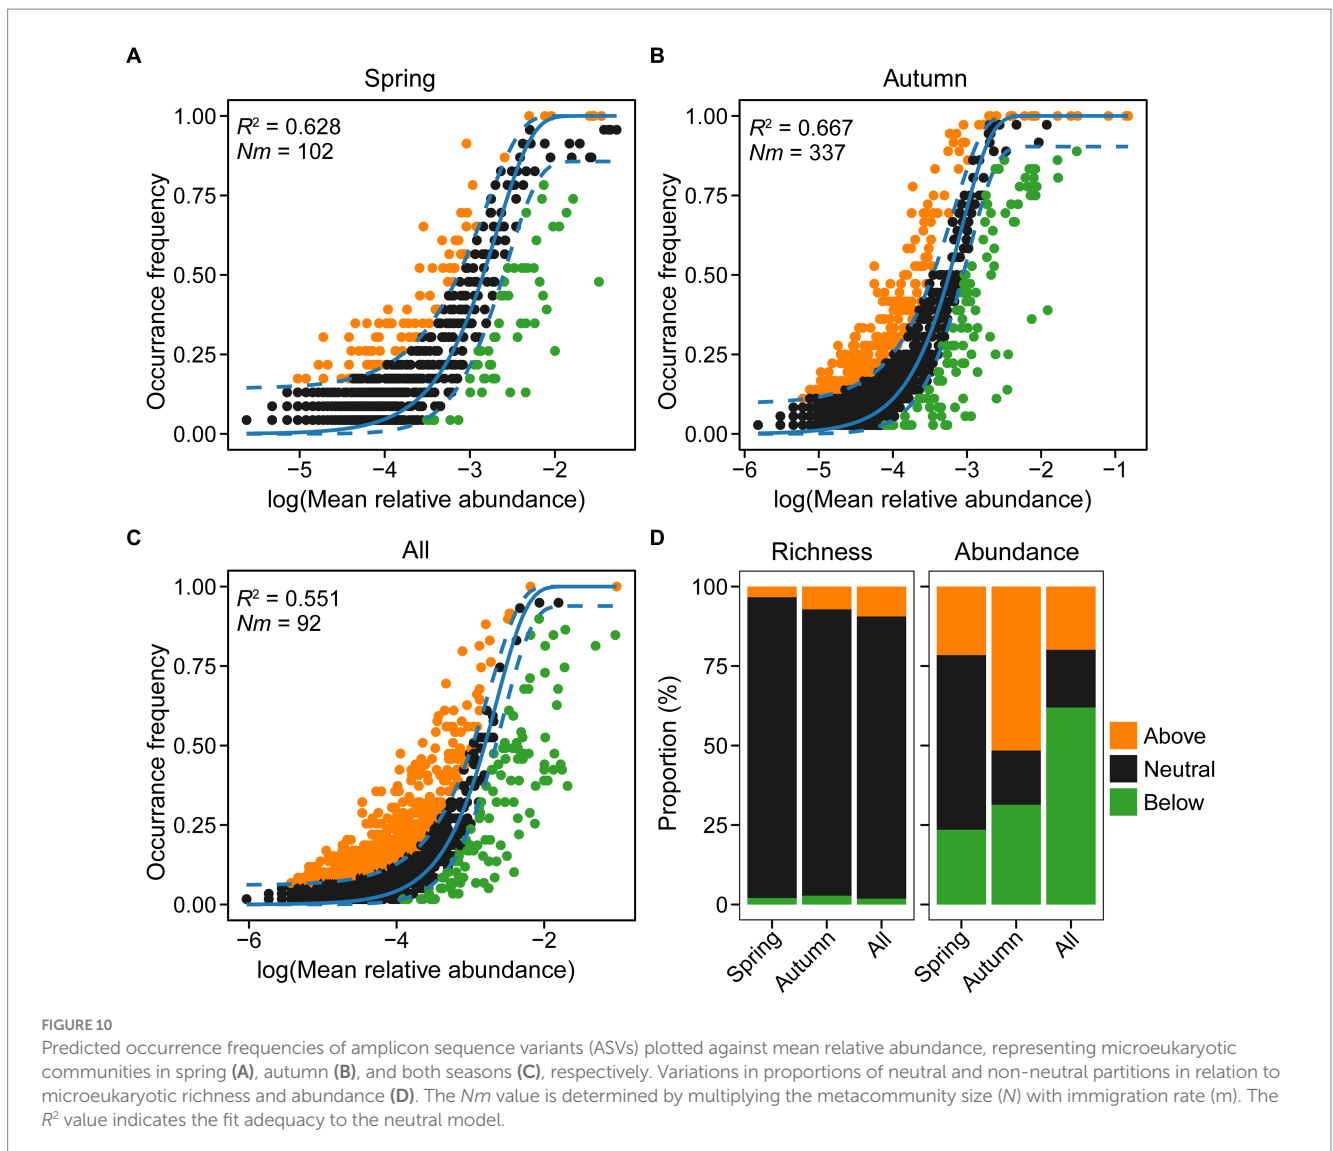 A
Spring
R² = 0.628
Nm = 102
Occurrance frequency
1.00
0.75
0.50
0.25
0.00
−5 −4 −3 −2
log(Mean relative abundance)
B
Autumn
R² = 0.667
Nm = 337
Occurrance frequency
1.00
0.75
0.50
0.25
0.00
−6 −5 −4 −3 −2 −1
log(Mean relative abundance)
C
All
R² = 0.551
Nm = 92
Occurrance frequency
1.00
0.75
0.50
0.25
0.00
−6 −4 −2
log(Mean relative abundance)
D
Richness Abundance
Proportion (%)
100
75
50
25
0
Spring Autumn All Spring Autumn All
Above
Neutral
Below
FIGURE 10
Predicted occurrence frequencies of amplicon sequence variants (ASVs) plotted against mean relative abundance, representing microeukaryotic
communities in spring (A), autumn (B), and both seasons (C), respectively. Variations in proportions of neutral and non-neutral partitions in relation to
microeukaryotic richness and abundance (D). The Nm value is determined by multiplying the metacommunity size (N) with immigration rate (m). The
R² value indicates the fit adequacy to the neutral model.